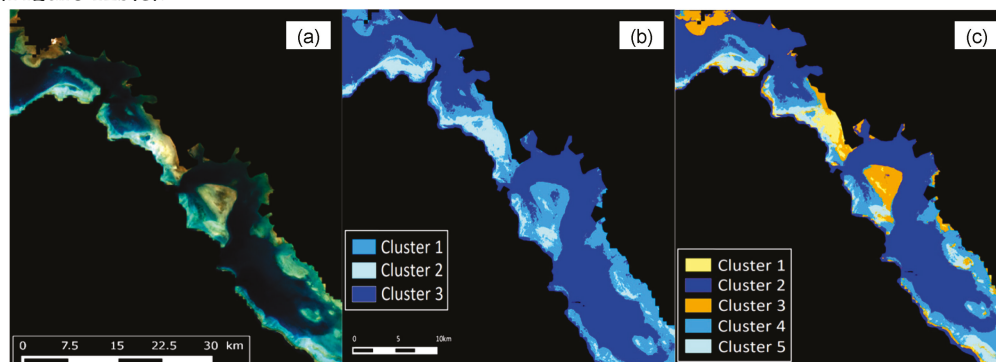 (a)
(b)
(c)
Cluster 1
Cluster 2
Cluster 3
Cluster 1
Cluster 2
Cluster 3
Cluster 4
Cluster 5
0 7.5 15 22.5 30 km
0 5 10km